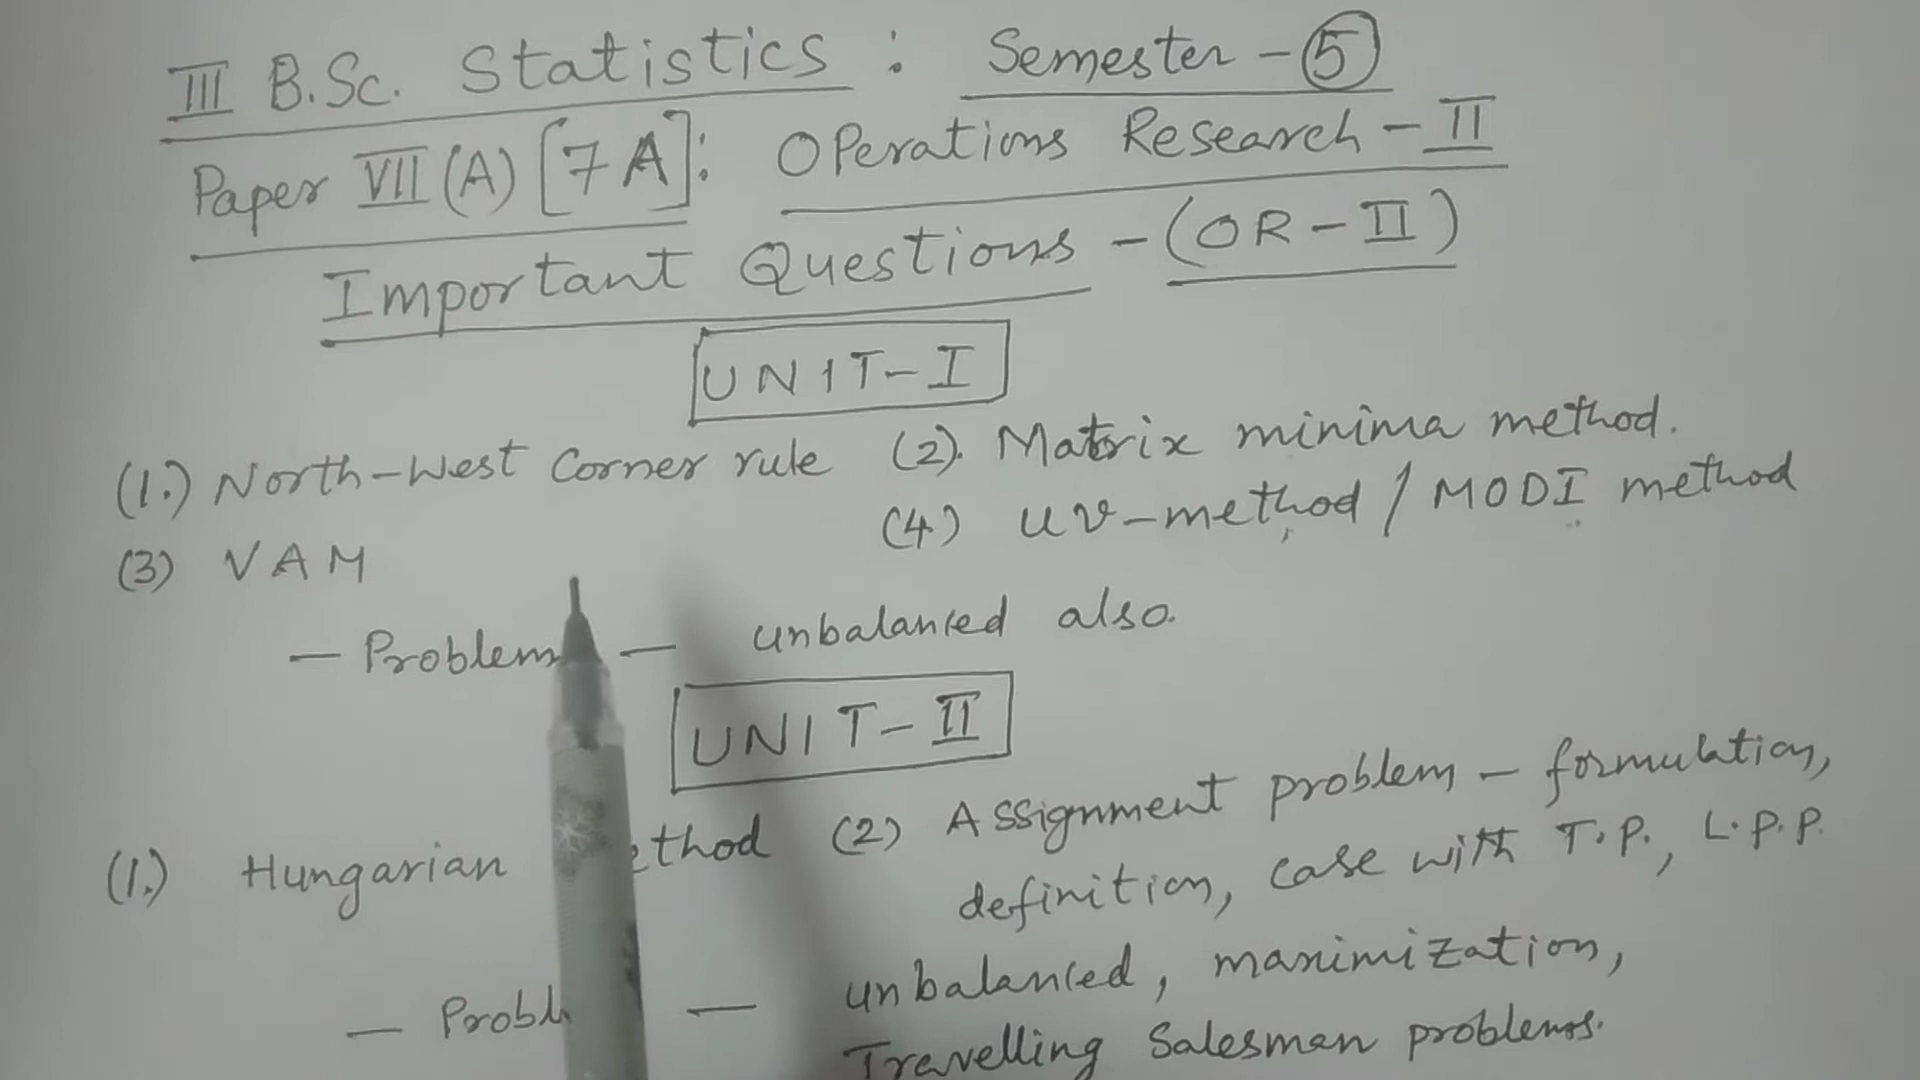 III B.Sc. Statistics : Semester - 5
Paper VII (A) [7A]: Operations Research - II
Important Questions - (OR - II)
UNIT - I
(1.) North-West Corner rule (2). Matrix minima method.
(3) VAM (4) UV-method / MODI method
- Problem - unbalanced also.
UNIT - II
(1.) Hungarian (2) Assignment problem - formulation,
definition, case with T.P., L.P.P.
- unbalanced, maximization,
Travelling Salesman problems.